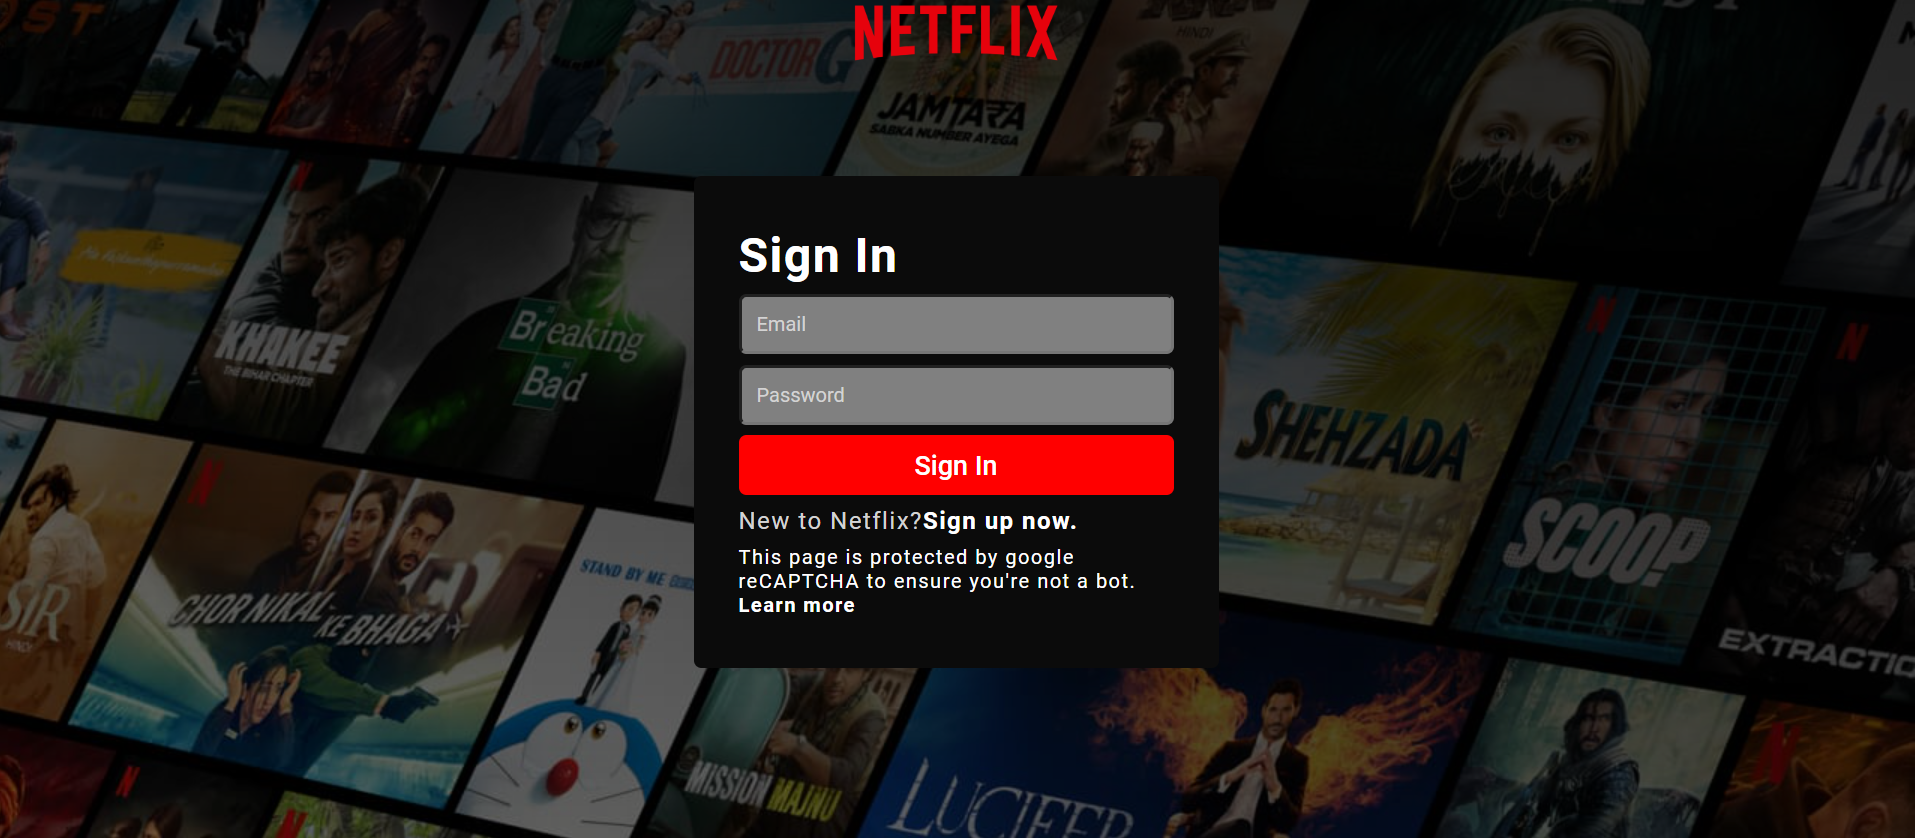 OST
NETFLIX
DOCTOR G
JAMTARA
SABKA NUMBER AYEGA
HINDI
KHAKEE
THE BIHAR CHAPTER
Breaking
Bad
Sign In
Email
Password
Sign In
New to Netflix?Sign up now.
This page is protected by google
reCAPTCHA to ensure you're not a bot.
Learn more
SHEHZADA
SCOOP
EXTRACTIO
SIR
HINDI
CHOR NIKAL
KE BHAGA
STAND BY ME DORA
MISSION MAJNU
LUCIFER